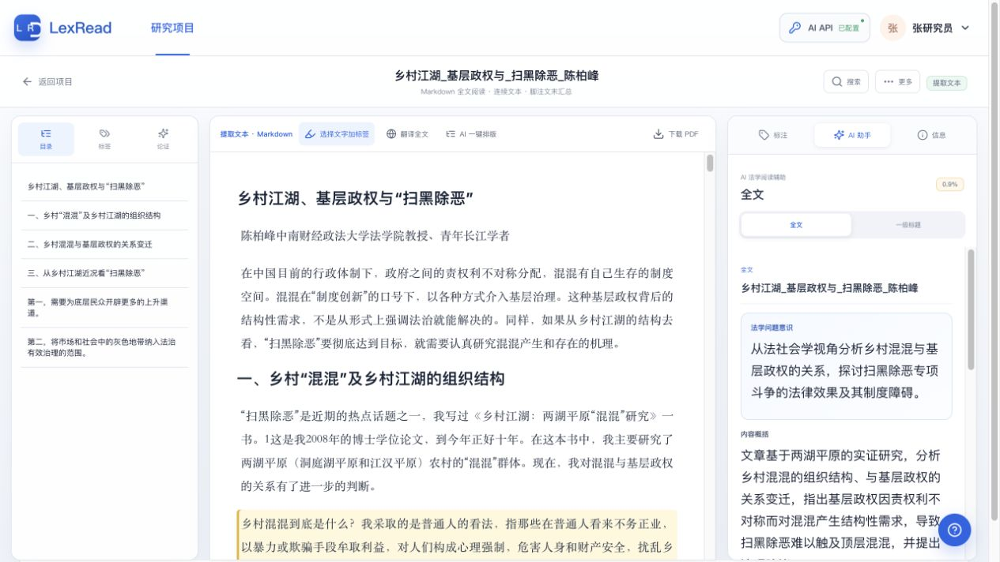 LR LexRead
研究项目
AI API 已配置
张 张研究员
返回项目
乡村江湖_基层政权与_扫黑除恶_陈柏峰
Markdown 全文阅读 · 连续文本 · 脚注文末汇总
搜索
更多
提取文本
目录
标签
论证
乡村江湖、基层政权与“扫黑除恶”
一、乡村“混混”及乡村江湖的组织结构
二、乡村混混与基层政权的关系变迁
三、从乡村江湖近况看“扫黑除恶”
第一，需要为底层民众开辟更多的上升渠
道。
第二，将市场和社会中的灰色地带纳入法治
有效治理的范围。
提取文本 · Markdown
选择文字加标签
翻译全文
AI 一键排版
下载 PDF
乡村江湖、基层政权与“扫黑除恶”
陈柏峰中南财经政法大学法学院教授、青年长江学者
在中国目前的行政体制下，政府之间的责权利不对称分配，混混有自己生存的制度
空间。混混在“制度创新”的口号下，以各种方式介入基层治理。这种基层政权背后的
结构性需求，不是从形式上强调法治就能解决的。同样，如果从乡村江湖的结构去
看，“扫黑除恶”要彻底达到目标，就需要认真研究混混产生和存在的机理。
一、乡村“混混”及乡村江湖的组织结构
“扫黑除恶”是近期的热点话题之一，我写过《乡村江湖：两湖平原“混混”研究》一
书。1这是我2008年的博士学位论文，到今年正好十年。在这本书中，我主要研究了
两湖平原（洞庭湖平原和江汉平原）农村的“混混”群体。现在，我对混混与基层政权
的关系有了进一步的判断。
乡村混混到底是什么？我采取的是普通人的看法，指那些在普通人看来不务正业，
以暴力或欺骗手段牟取利益，对人们构成心理强制，危害人身和财产安全，扰乱乡
标注
AI 助手
信息
AI 法学阅读辅助
全文
0.9%
全文
一级标题
全文
乡村江湖_基层政权与_扫黑除恶_陈柏峰
法学问题意识
从法社会学视角分析乡村混混与基
层政权的关系，探讨扫黑除恶专项
斗争的法律效果及其制度障碍。
内容概括
文章基于两湖平原的实证研究，分析
乡村混混的组织结构、与基层政权的
关系变迁，指出基层政权因责权利不
对称而对混混产生结构性需求，导致
扫黑除恶难以触及顶层混混，并提出